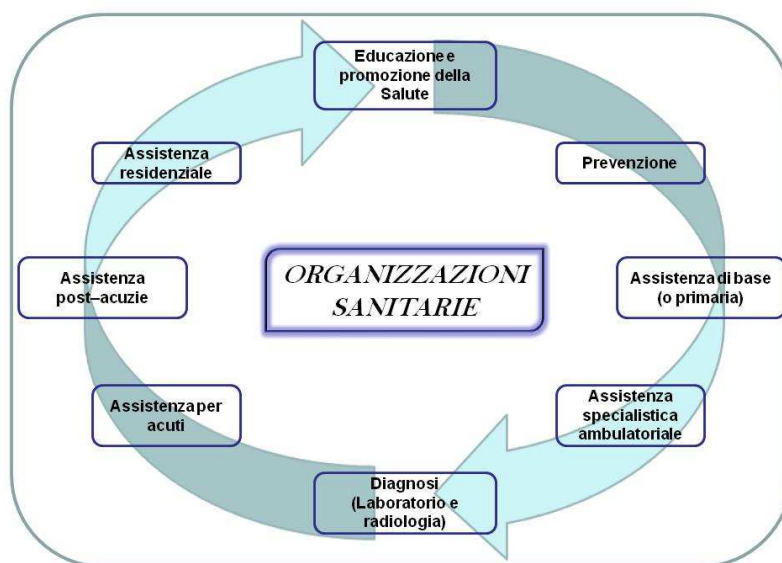 Educazione e
promozione della
Salute
Prevenzione
Assistenza di base
(o primaria)
Assistenza
specialistica
ambulatoriale
Diagnosi
(Laboratorio e
radiologia)
Assistenza per
acuti
Assistenza
post–acuzie
Assistenza
residenziale
ORGANIZZAZIONI
SANITARIE